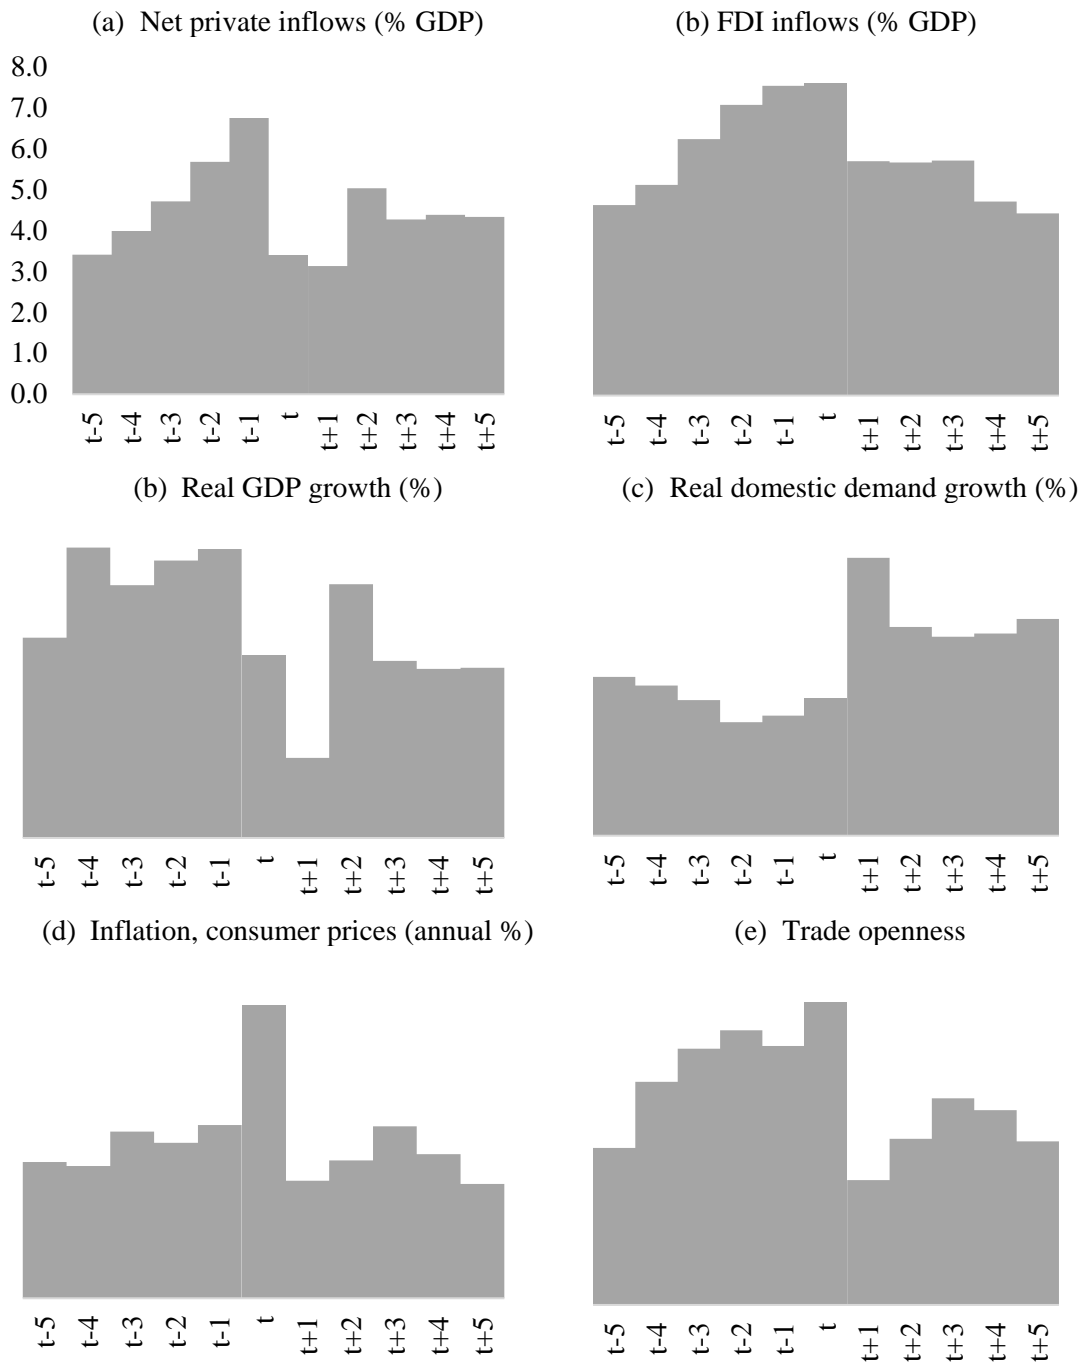 (a) Net private inflows (% GDP)
(b) FDI inflows (% GDP)
8.0
7.0
6.0
5.0
4.0
3.0
2.0
1.0
0.0
t-5 t-4 t-3 t-2 t-1 t t+1 t+2 t+3 t+4 t+5
t-5 t-4 t-3 t-2 t-1 t t+1 t+2 t+3 t+4 t+5
(b) Real GDP growth (%)
(c) Real domestic demand growth (%)
t-5 t-4 t-3 t-2 t-1 t t+1 t+2 t+3 t+4 t+5
t-5 t-4 t-3 t-2 t-1 t t+1 t+2 t+3 t+4 t+5
(d) Inflation, consumer prices (annual %)
(e) Trade openness
t-5 t-4 t-3 t-2 t-1 t t+1 t+2 t+3 t+4 t+5
t-5 t-4 t-3 t-2 t-1 t t+1 t+2 t+3 t+4 t+5